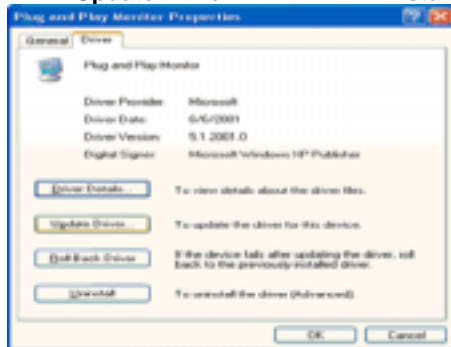 Plug and Play Monitor Properties
General Driver
Plug and Play Monitor
Driver Provider: Microsoft
Driver Date: 6/6/2001
Driver Version: 5.1.2001.0
Digital Signer: Microsoft Windows XP Publisher
Driver Details... To view details about the driver files.
Update Driver... To update the driver for this device.
Roll Back Driver If the device fails after updating the driver, roll
back to the previously installed driver.
Uninstall To uninstall the driver (Advanced).
OK Cancel